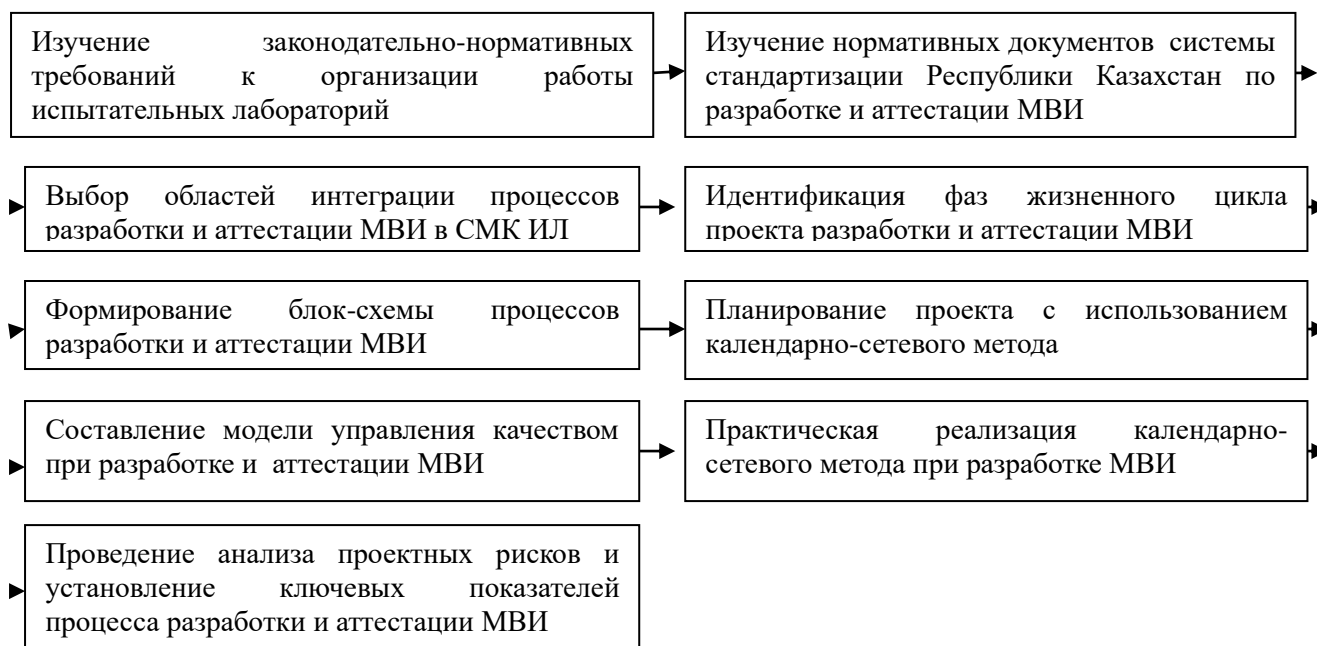 Изучение законодательно-нормативных
требований к организации работы
испытательных лабораторий
Изучение нормативных документов системы
стандартизации Республики Казахстан по
разработке и аттестации МВИ
Выбор областей интеграции процессов
разработки и аттестации МВИ в СМК ИЛ
Идентификация фаз жизненного цикла
проекта разработки и аттестации МВИ
Формирование блок-схемы процессов
разработки и аттестации МВИ
Планирование проекта с использованием
календарно-сетевого метода
Составление модели управления качеством
при разработке и аттестации МВИ
Практическая реализация календарно-
сетевого метода при разработке МВИ
Проведение анализа проектных рисков и
установление ключевых показателей
процесса разработки и аттестации МВИ